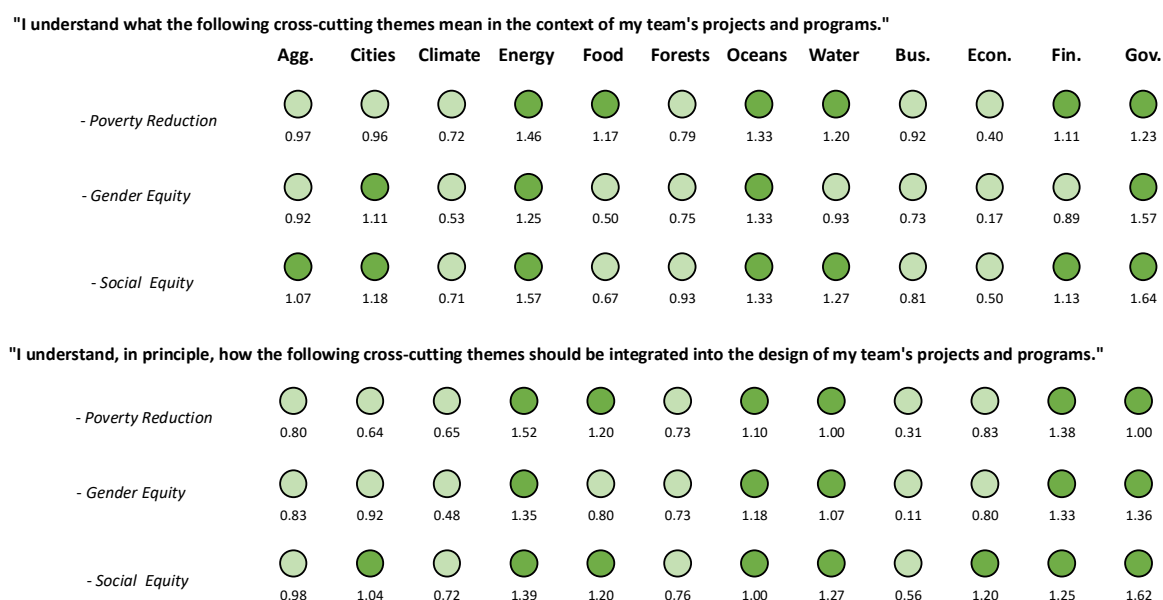 "I understand what the following cross-cutting themes mean in the context of my team's projects and programs."
Agg. Cities Climate Energy Food Forests Oceans Water Bus. Econ. Fin. Gov.
- Poverty Reduction
0.97 0.96 0.72 1.46 1.17 0.79 1.33 1.20 0.92 0.40 1.11 1.23
- Gender Equity
0.92 1.11 0.53 1.25 0.50 0.75 1.33 0.93 0.73 0.17 0.89 1.57
- Social Equity
1.07 1.18 0.71 1.57 0.67 0.93 1.33 1.27 0.81 0.50 1.13 1.64
"I understand, in principle, how the following cross-cutting themes should be integrated into the design of my team's projects and programs."
- Poverty Reduction
0.80 0.64 0.65 1.52 1.20 0.73 1.10 1.00 0.31 0.83 1.38 1.00
- Gender Equity
0.83 0.92 0.48 1.35 0.80 0.73 1.18 1.07 0.11 0.80 1.33 1.36
- Social Equity
0.98 1.04 0.72 1.39 1.20 0.76 1.00 1.27 0.56 1.20 1.25 1.62